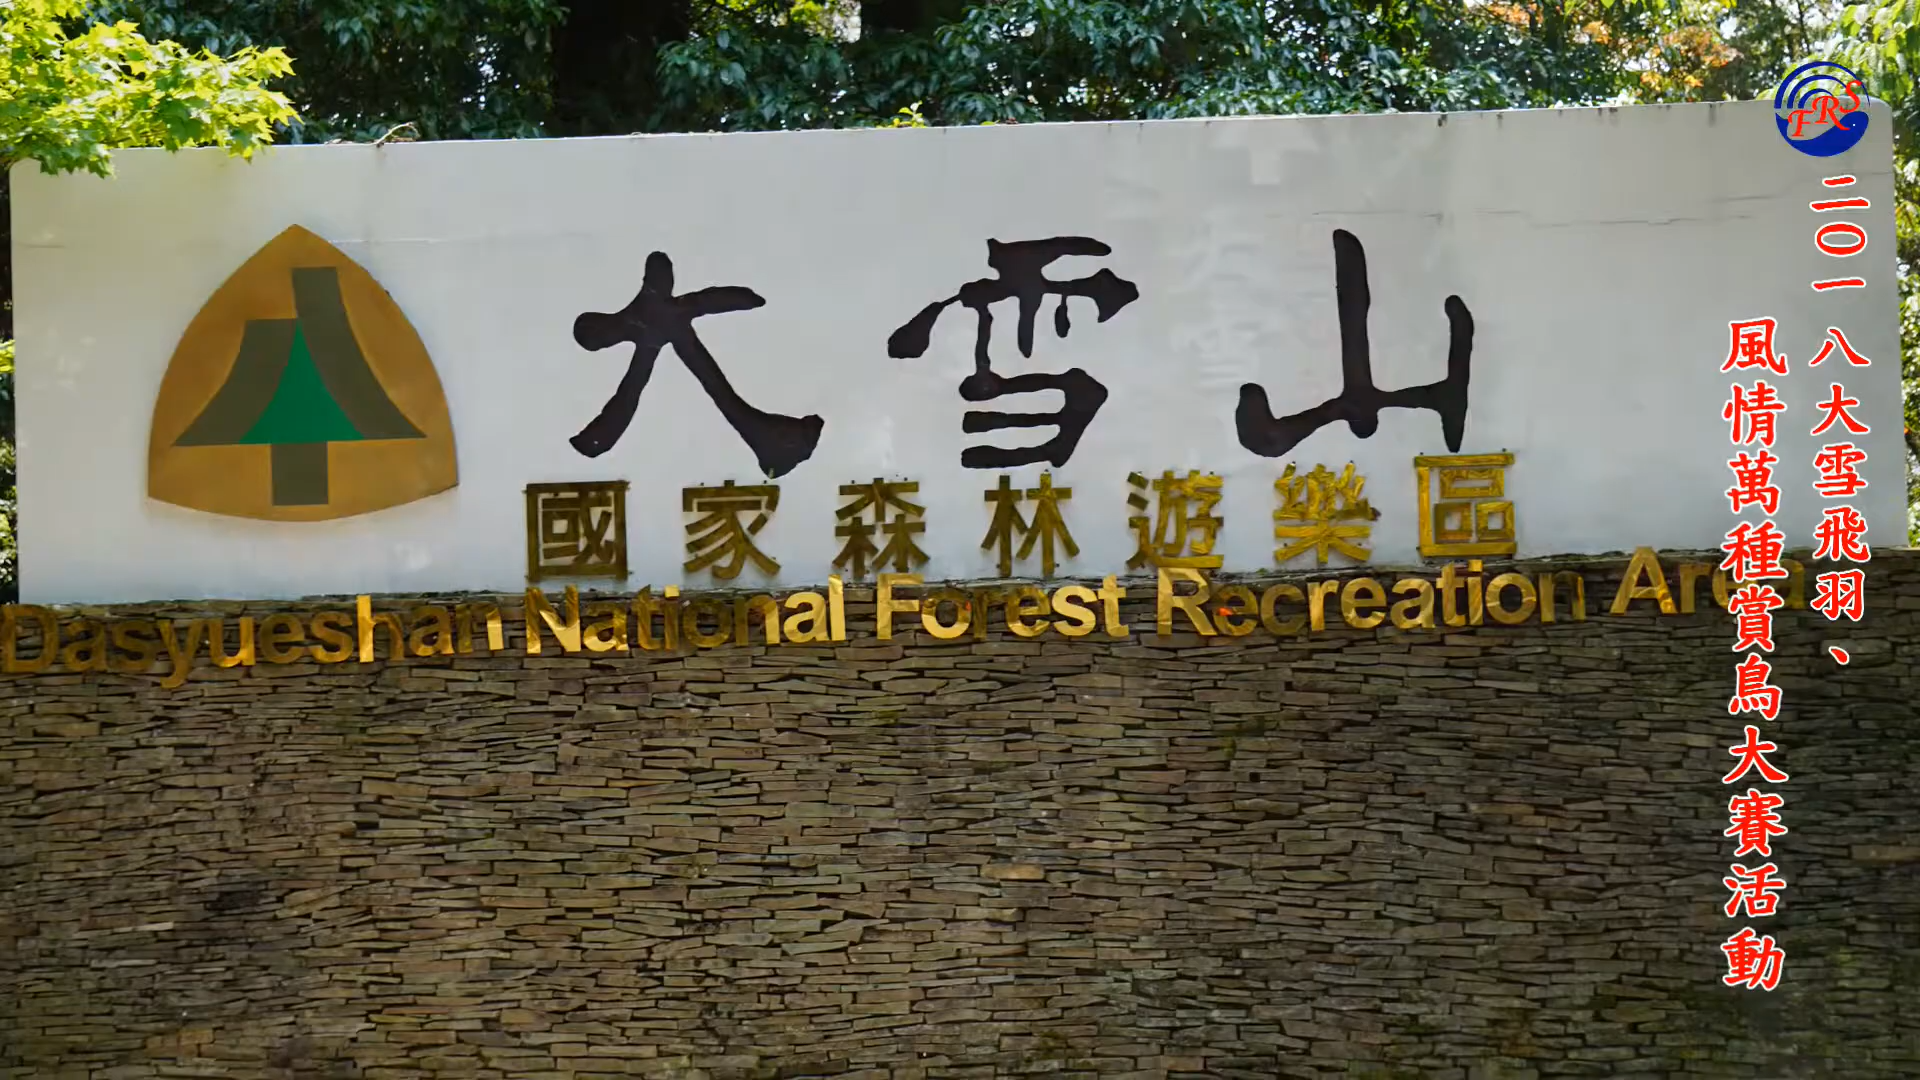 大雪山
國家森林遊樂區
Dasyueshan National Forest Recreation Area
FRS
二〇一八大雪飛羽、
風情萬種賞鳥大賽活動